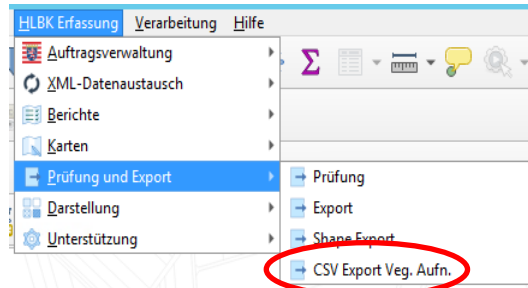 HLBK Erfassung Verarbeitung Hilfe
Auftragsverwaltung
XML-Datenaustausch
Berichte
Karten
Prüfung und Export
Darstellung
Unterstützung
Prüfung
Export
Shape Export
CSV Export Veg. Aufn.